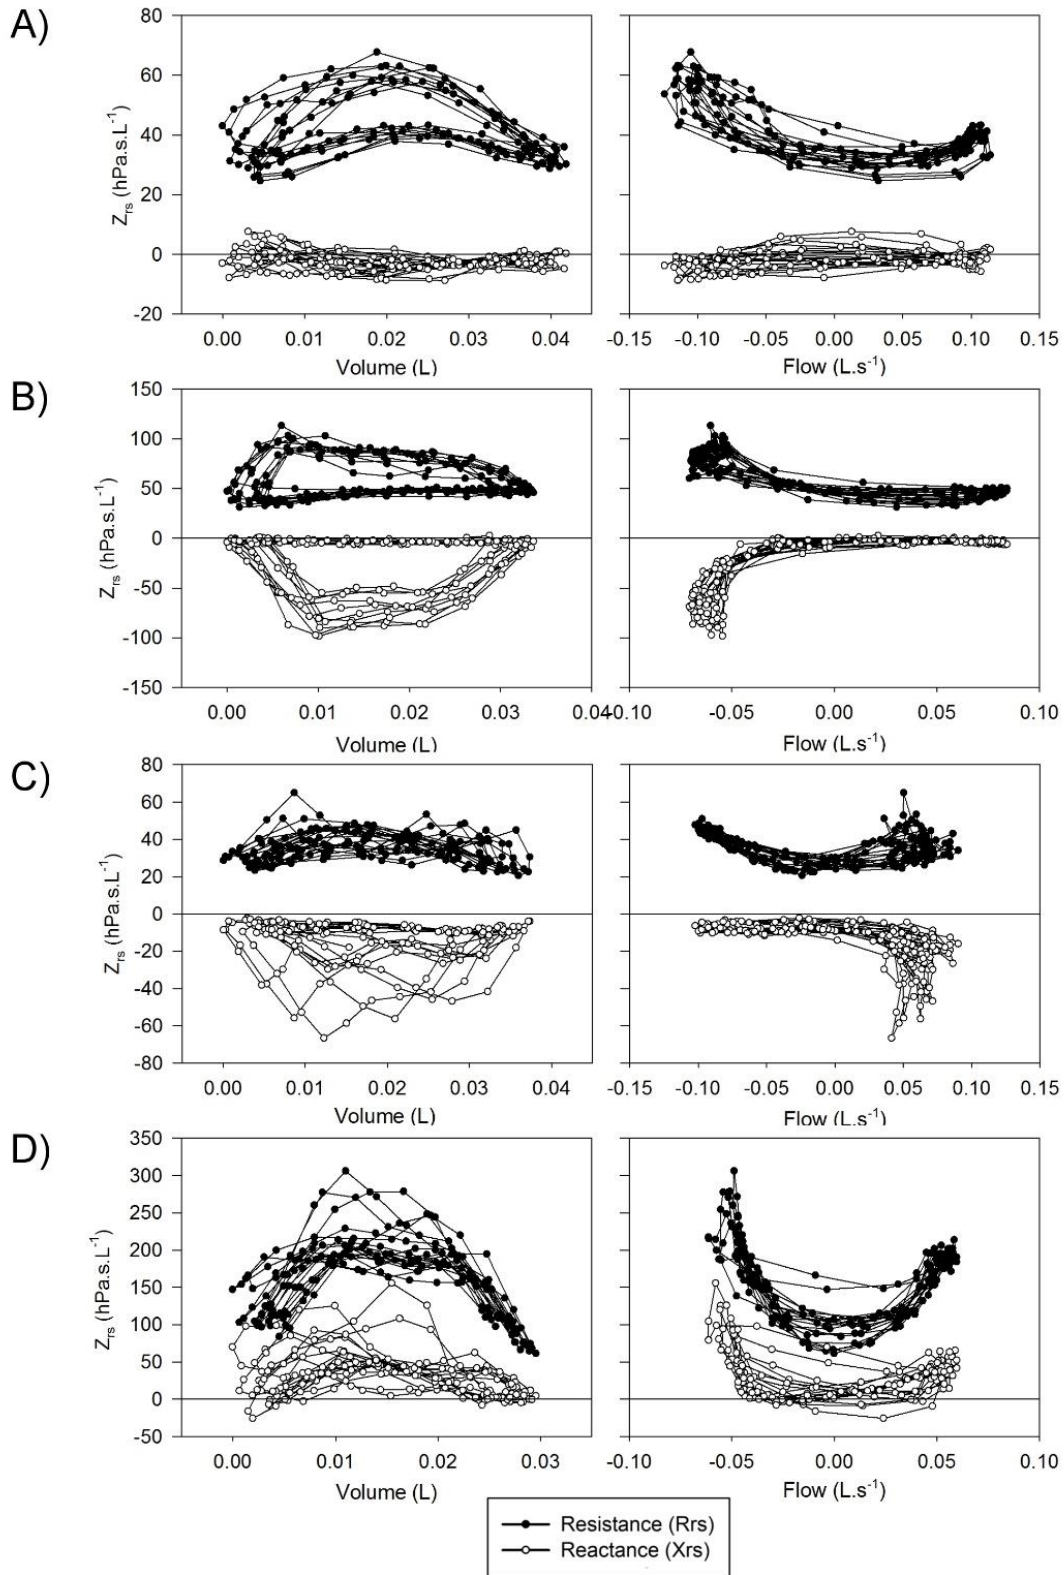 A)
80
60
40
20
0
-20
Zrs (hPa.s.L-1)
0.00 0.01 0.02 0.03 0.04
Volume (L)
-0.15 -0.10 -0.05 0.00 0.05 0.10 0.15
Flow (L.s-1)
B)
150
100
50
0
-50
-100
-150
Zrs (hPa.s.L-1)
0.00 0.01 0.02 0.03 0.04
Volume (L)
-0.10 -0.05 0.00 0.05 0.10
Flow (L.s-1)
C)
80
60
40
20
0
-20
-40
-60
-80
Zrs (hPa.s.L-1)
0.00 0.01 0.02 0.03 0.04
Volume (L)
-0.15 -0.10 -0.05 0.00 0.05 0.10 0.15
Flow (L.s-1)
D)
350
300
250
200
150
100
50
0
-50
Zrs (hPa.s.L-1)
0.00 0.01 0.02 0.03
Volume (L)
-0.10 -0.05 0.00 0.05 0.10
Flow (L.s-1)
Resistance (Rrs)
Reactance (Xrs)